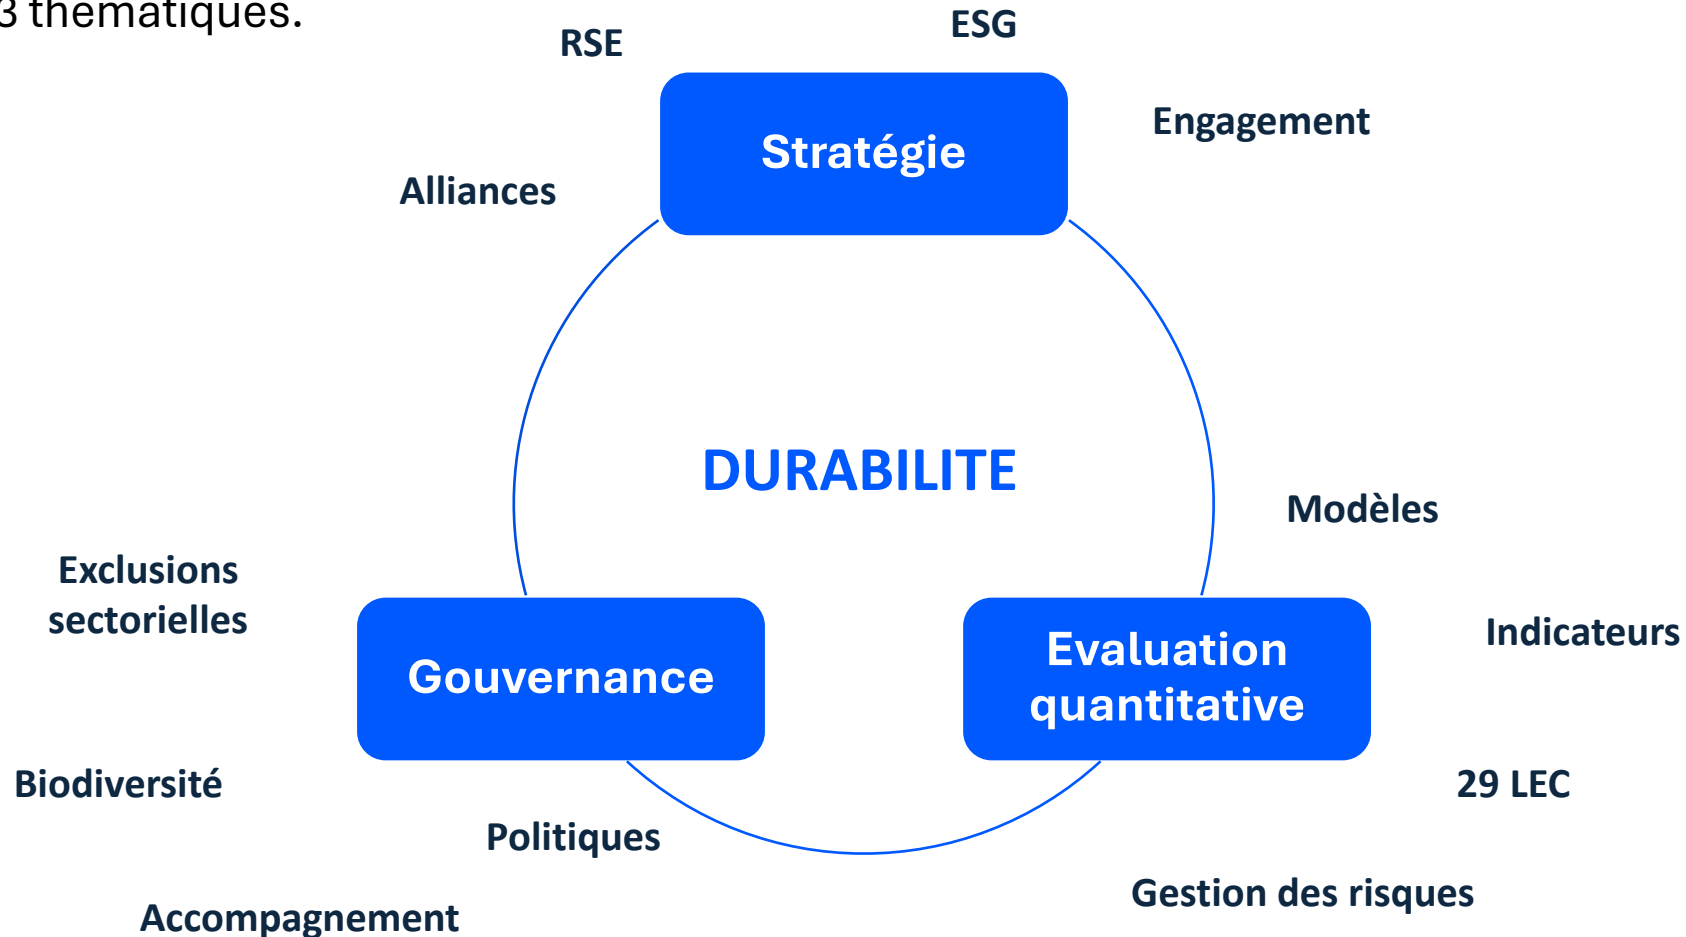 3 thématiques.
RSE
ESG
Engagement
Stratégie
Alliances
DURABILITE
Modèles
Exclusions
sectorielles
Gouvernance
Evaluation
quantitative
Indicateurs
Biodiversité
29 LEC
Politiques
Gestion des risques
Accompagnement